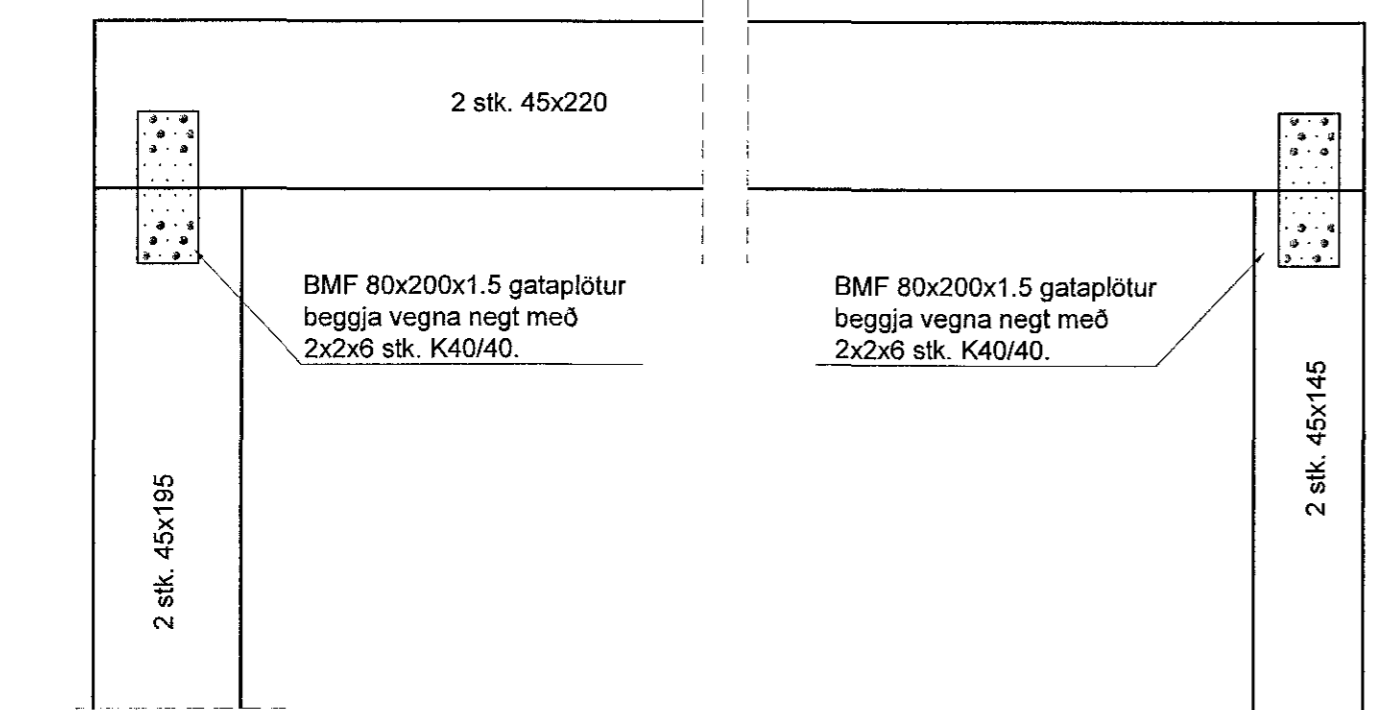 2 stk. 45x220
BMF 80x200x1.5 gataplötur
beggja vegna negt með
2x2x6 stk. K40/40.
BMF 80x200x1.5 gataplötur
beggja vegna negt með
2x2x6 stk. K40/40.
2 stk. 45x195
2 stk. 45x145